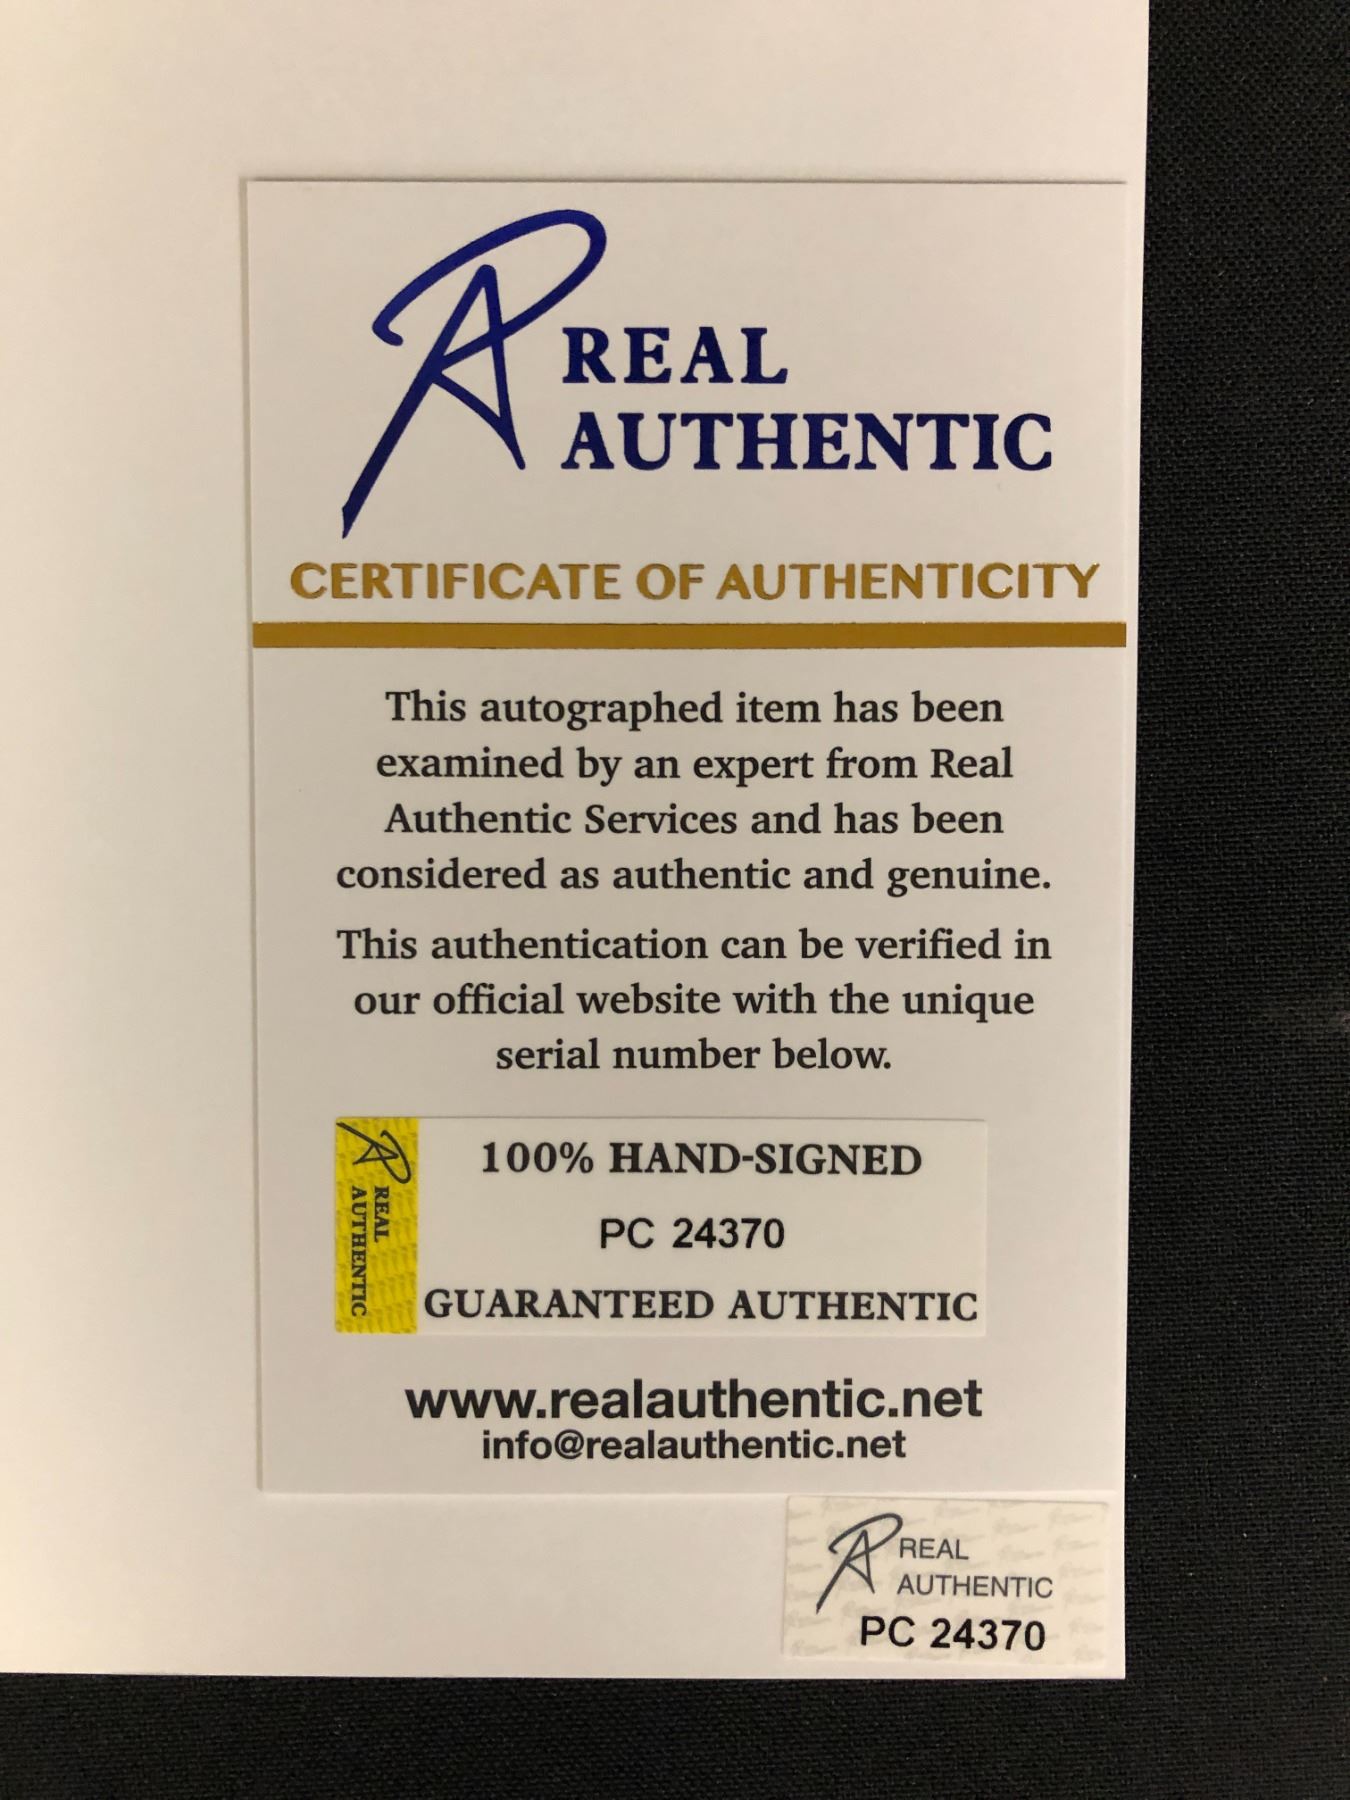 REAL
AUTHENTIC
CERTIFICATE OF AUTHENTICITY
This autographed item has been
examined by an expert from Real
Authentic Services and has been
considered as authentic and genuine.
This authentication can be verified in
our official website with the unique
serial number below.
REAL
AUTHENTIC
100% HAND-SIGNED
PC 24370
GUARANTEED AUTHENTIC
www.realauthentic.net
info@realauthentic.net
REAL
AUTHENTIC
PC 24370